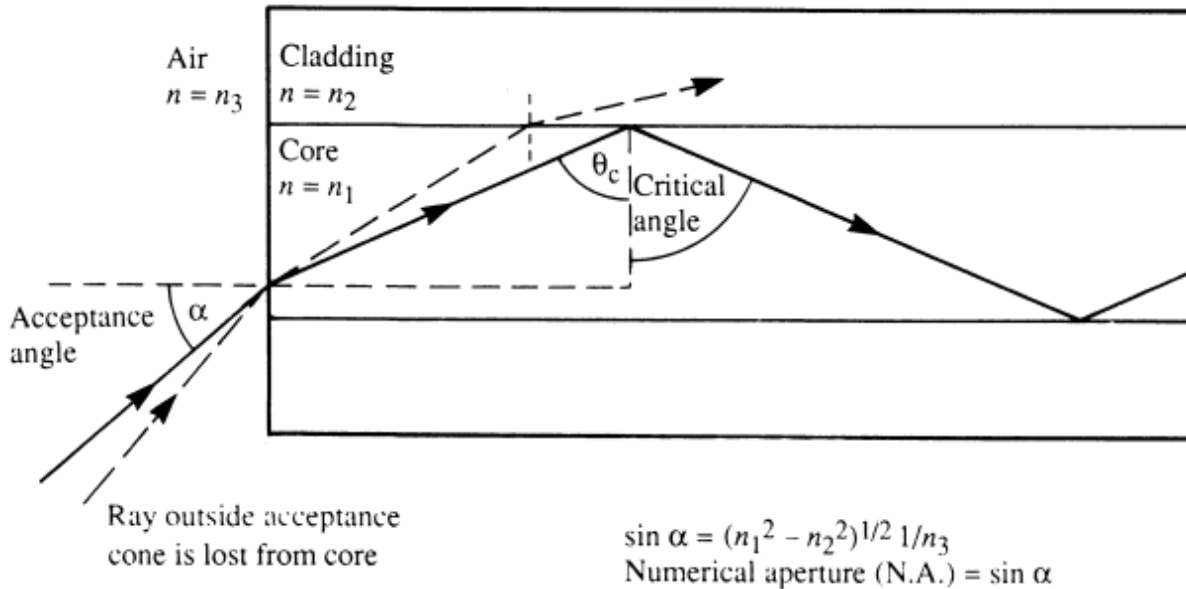 Air
n = n₃
Cladding
n = n₂
Core
n = n₁
θc
Critical
angle
Acceptance
angle
α
Ray outside acceptance
cone is lost from core
sin α = (n₁² – n₂²)¹/² 1/n₃
Numerical aperture (N.A.) = sin α